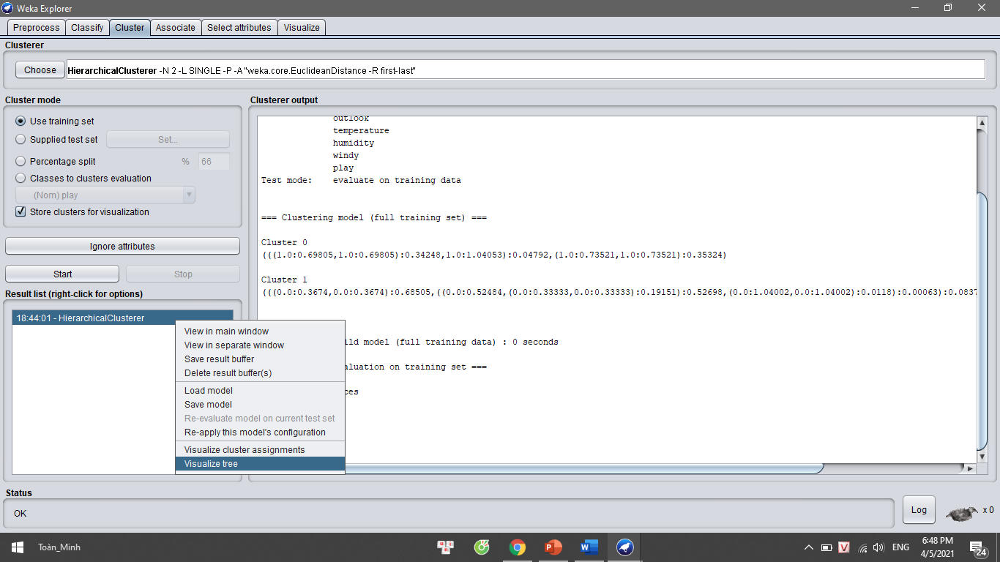 Weka Explorer
Preprocess Classify Cluster Associate Select attributes Visualize
Clusterer
Choose HierarchicalClusterer -N 2 -L SINGLE -P -A "weka.core.EuclideanDistance -R first-last"
Cluster mode
Use training set
Supplied test set Set...
Percentage split % 66
Classes to clusters evaluation
(Nom) play
Store clusters for visualization
Ignore attributes
Start Stop
Result list (right-click for options)
18:44:01 - HierarchicalClusterer
View in main window
View in separate window
Save result buffer
Delete result buffer(s)
Load model
Save model
Re-evaluate model on current test set
Re-apply this model's configuration
Visualize cluster assignments
Visualize tree
Clusterer output
outlook
temperature
humidity
windy
play
Test mode: evaluate on training data
=== Clustering model (full training set) ===
Cluster 0
(((1.0:0.69805,1.0:0.69805):0.34248,1.0:1.04053):0.04792,(1.0:0.73521,1.0:0.73521):0.35324)
Cluster 1
(((0.0:0.3674,0.0:0.3674):0.68505,((0.0:0.52484,(0.0:0.33333,0.0:0.33333):0.19151):0.52698,(0.0:1.04002,0.0:1.04002):0.0118):0.00063):0.0837
ild model (full training data) : 0 seconds
aluation on training set ===
ces
Status
OK
Log x 0
Toàn_Minh
ENG
6:48 PM
4/5/2021
24